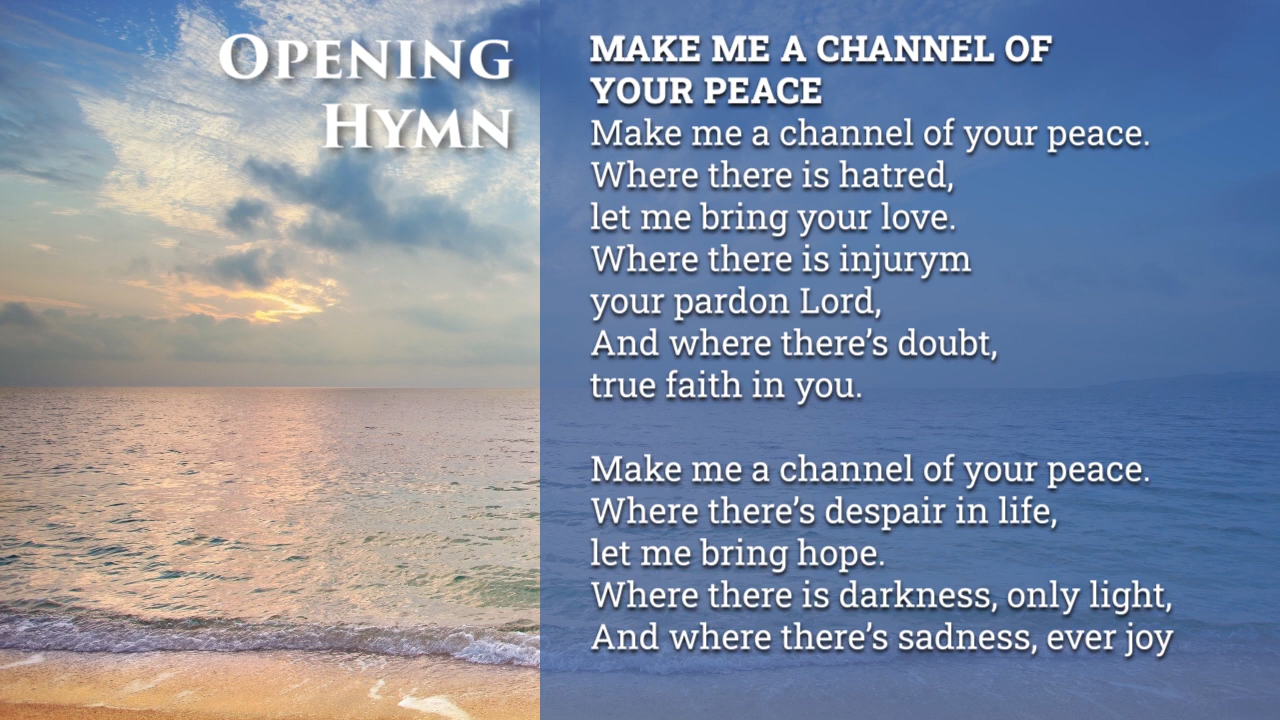 OPENING
HYMN
MAKE ME A CHANNEL OF
YOUR PEACE
Make me a channel of your peace.
Where there is hatred,
let me bring your love.
Where there is injurym
your pardon Lord,
And where there’s doubt,
true faith in you.
Make me a channel of your peace.
Where there’s despair in life,
let me bring hope.
Where there is darkness, only light,
And where there’s sadness, ever joy